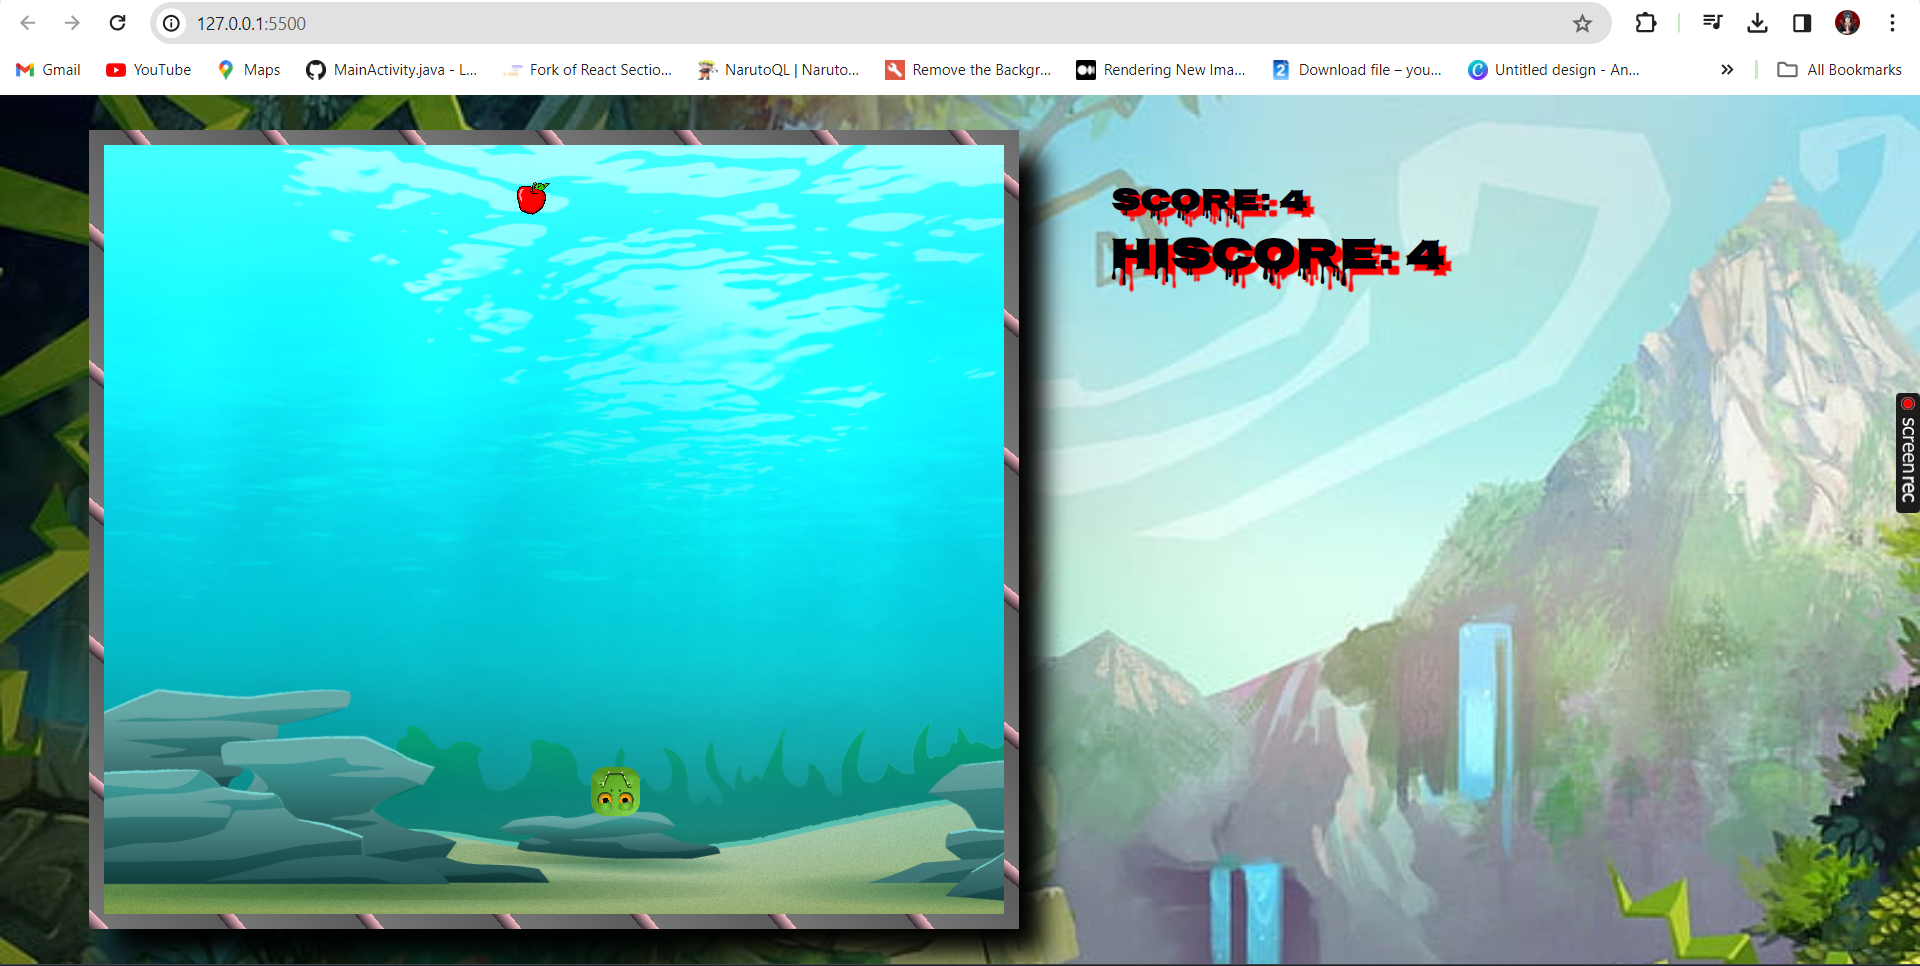 127.0.0.1:5500
Gmail YouTube Maps MainActivity.java - L... Fork of React Sectio... NarutoQL | Naruto... Remove the Backgr... Rendering New Ima... Download file – you... Untitled design - An... » All Bookmarks
SCORE: 4
HISCORE: 4
screenrec